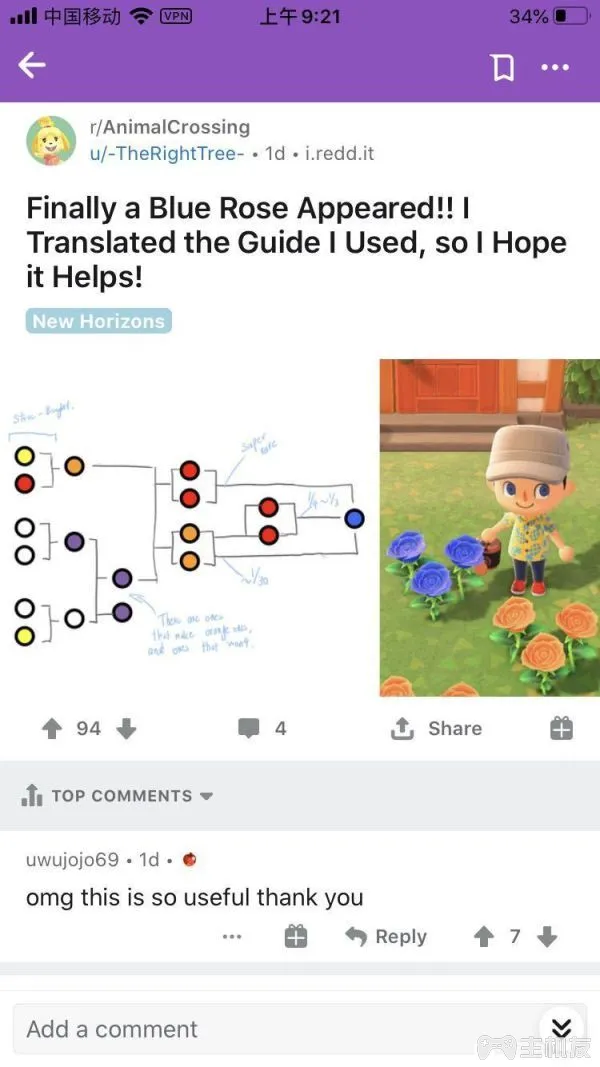 中国移动 VPN 上午9:21 34%
r/AnimalCrossing
u/-TheRightTree- • 1d • i.redd.it
Finally a Blue Rose Appeared!! I
Translated the Guide I Used, so I Hope
it Helps!
New Horizons
Store-Bought.
super
rare
1/4~1/3
~1/30
There are ones
that make orange ones,
and ones that won't.
94
4
Share
TOP COMMENTS
uwujojo69 • 1d •
omg this is so useful thank you
... Reply 7
Add a comment
主机友